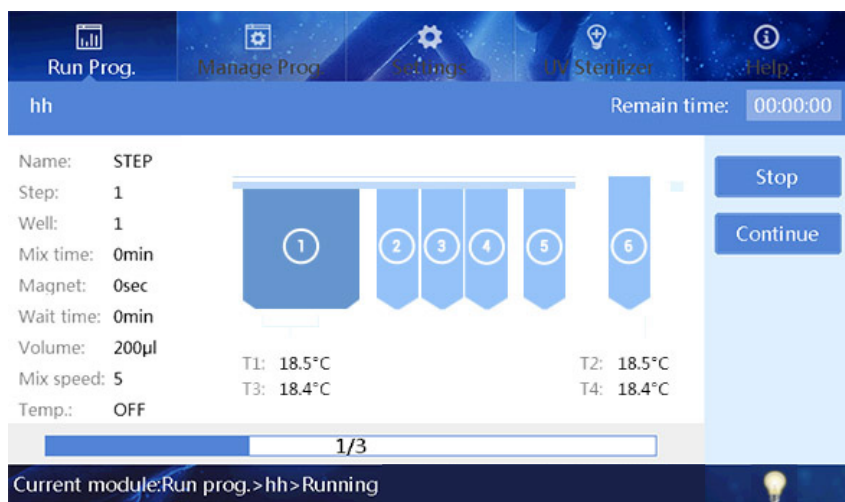 Run Prog.
Manage Prog.
Settings
UV Sterilizer
Help
hh
Remain time: 00:00:00
Name: STEP
Step: 1
Well: 1
Mix time: 0min
Magnet: 0sec
Wait time: 0min
Volume: 200μl
Mix speed: 5
Temp.: OFF
1
2
3
4
5
6
T1: 18.5°C
T3: 18.4°C
T2: 18.5°C
T4: 18.4°C
Stop
Continue
1/3
Current module:Run prog.>hh>Running